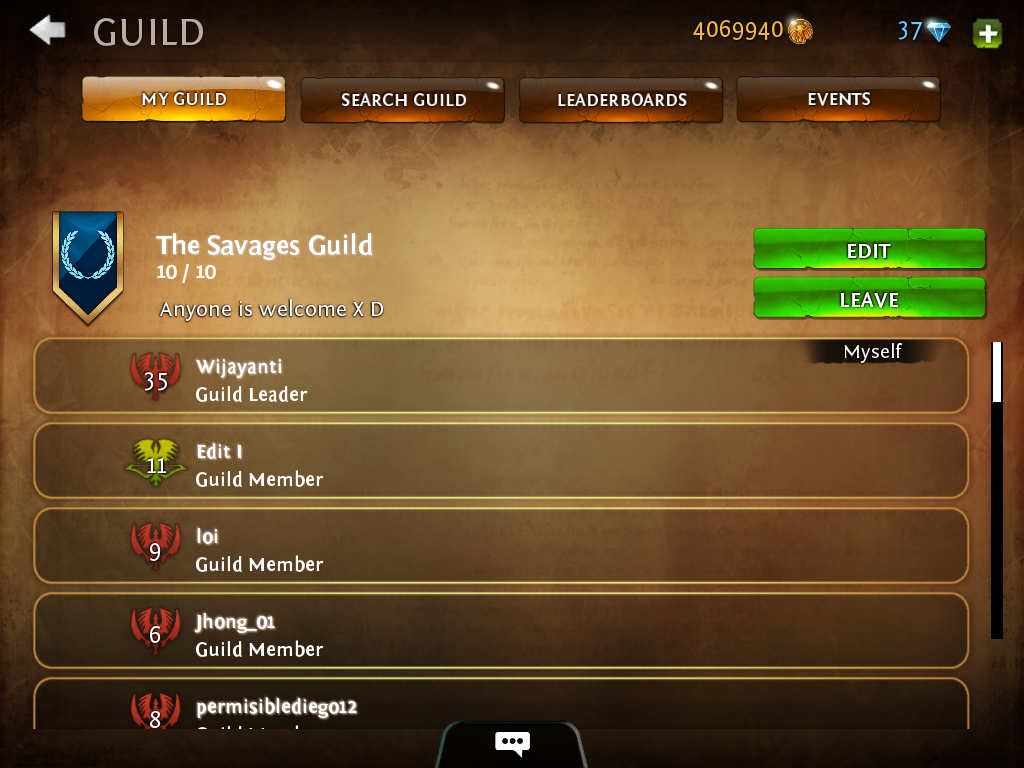 GUILD
4069940
37
MY GUILD
SEARCH GUILD
LEADERBOARDS
EVENTS
The Savages Guild
10 / 10
Anyone is welcome X D
EDIT
LEAVE
Myself
35
Wijayanti
Guild Leader
11
Edit I
Guild Member
9
loi
Guild Member
6
Jhong_01
Guild Member
8
permisiblediego12